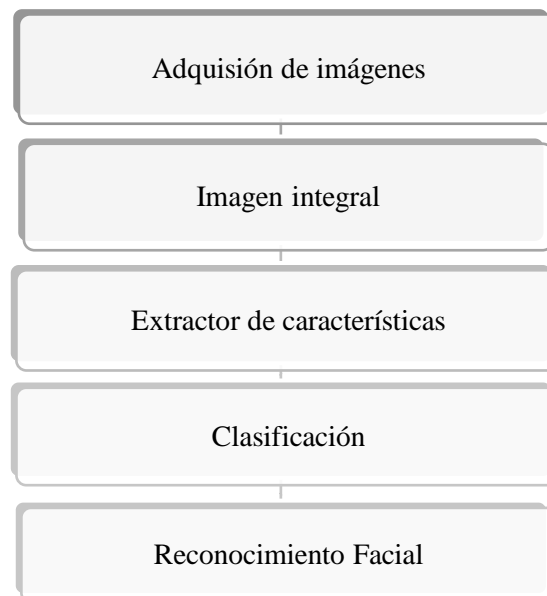 Adquisión de imágenes
Imagen integral
Extractor de características
Clasificación
Reconocimiento Facial